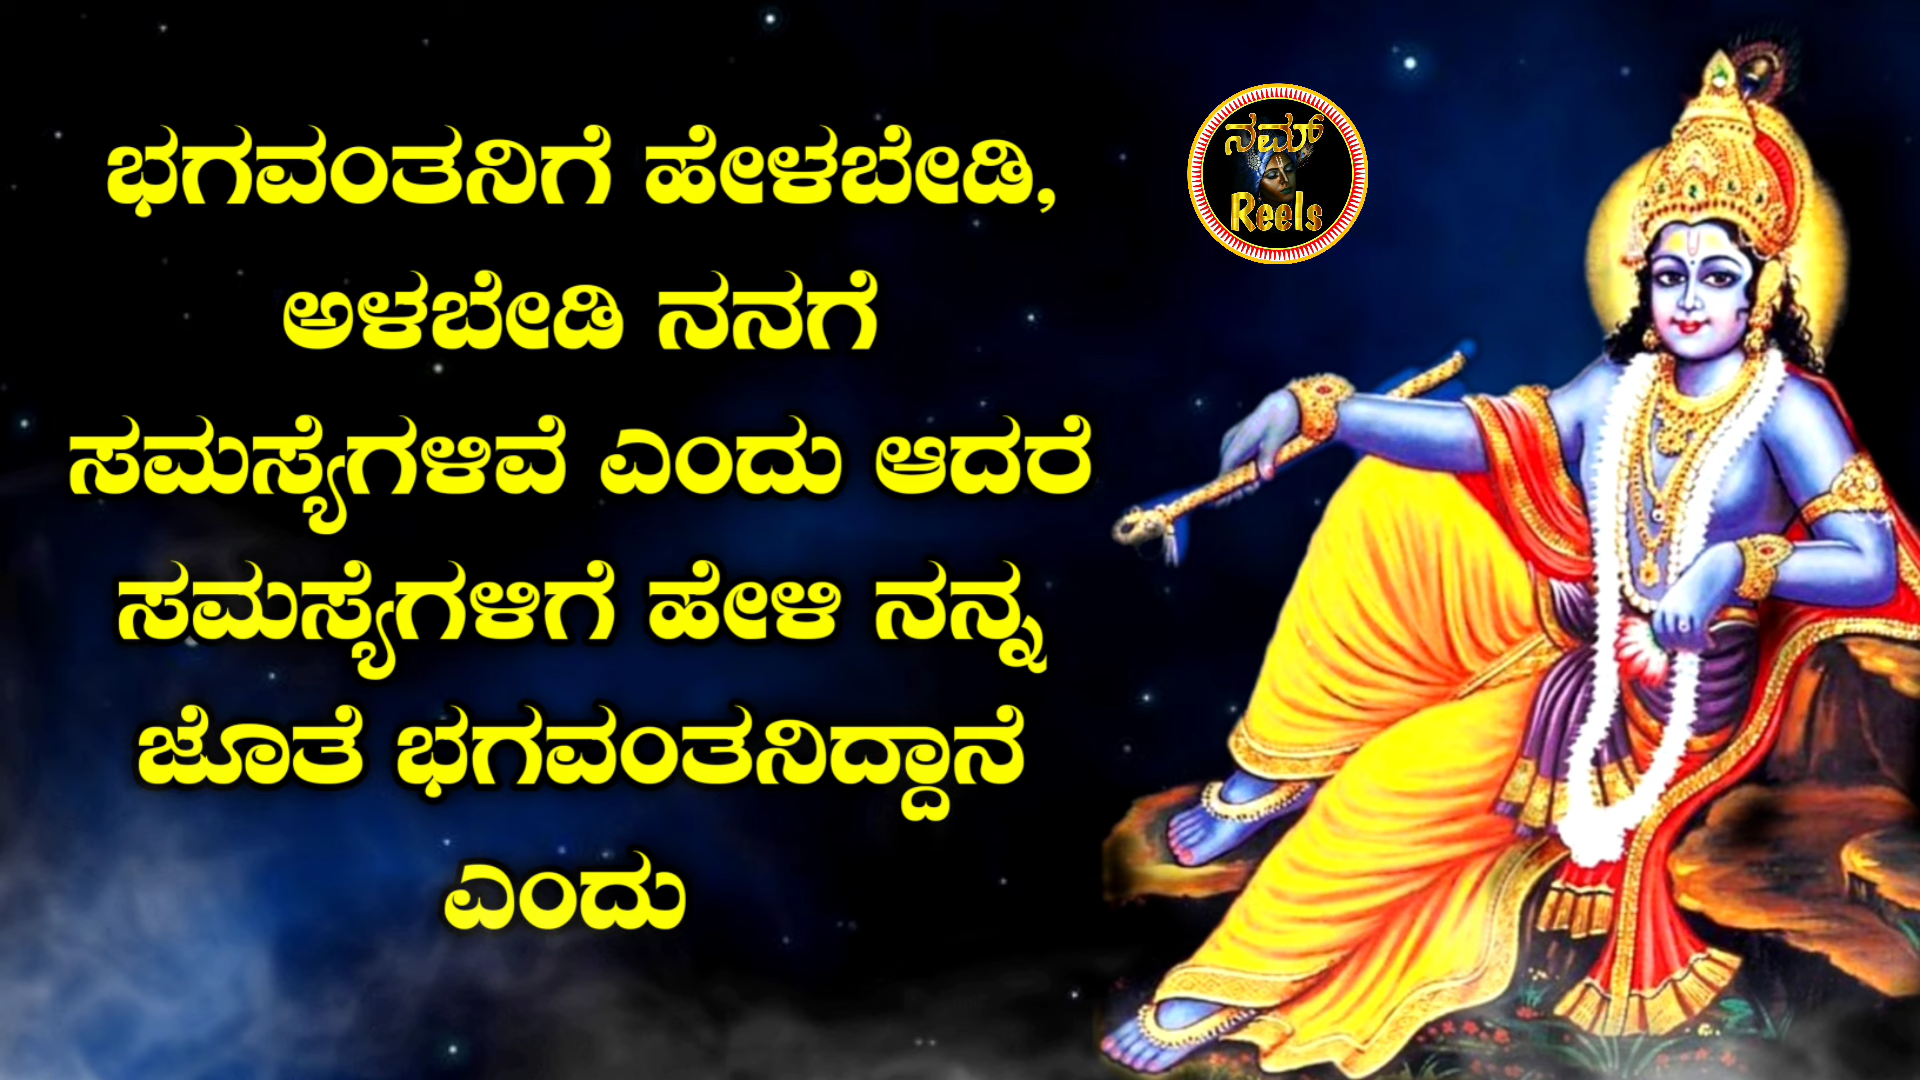 ಭಗವಂತನಿಗೆ ಹೇಳಬೇಡಿ,
ಅಳಬೇಡಿ ನನಗೆ
ಸಮಸ್ಯೆಗಳಿವೆ ಎಂದು ಆದರೆ
ಸಮಸ್ಯೆಗಳಿಗೆ ಹೇಳಿ ನನ್ನ
ಜೊತೆ ಭಗವಂತನಿದ್ದಾನೆ
ಎಂದು
ನಮ್
Reels